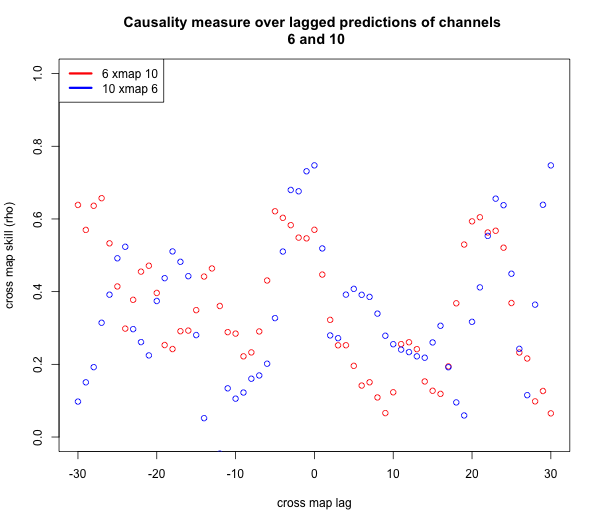 Causality measure over lagged predictions of channels
6 and 10
6 xmap 10
10 xmap 6
cross map skill (rho)
1.0
0.8
0.6
0.4
0.2
0.0
-30 -20 -10 0 10 20 30
cross map lag